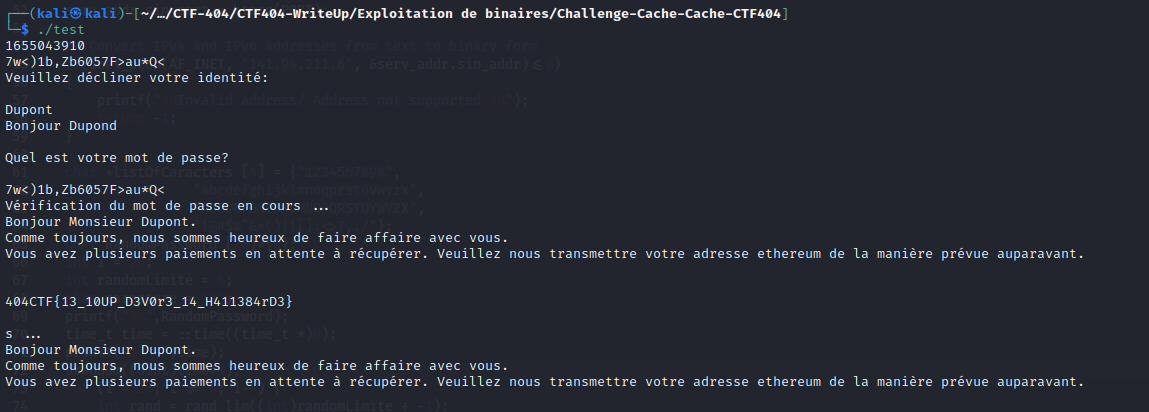 ┌──(kali㉿kali)-[~/…/CTF-404/CTF404-WriteUp/Exploitation de binaires/Challenge-Cache-Cache-CTF404]
└─$ ./test
1655043910
7w<)1b,Zb6057F>au*Q<
Veuillez décliner votre identité:
Dupont
Bonjour Dupond
Quel est votre mot de passe?
7w<)1b,Zb6057F>au*Q<
Vérification du mot de passe en cours ...
Bonjour Monsieur Dupont.
Comme toujours, nous sommes heureux de faire affaire avec vous.
Vous avez plusieurs paiements en attente à récupérer. Veuillez nous transmettre votre adresse ethereum de la manière prévue auparavant.
404CTF{13_10UP_D3V0r3_14_H411384rD3}
s ...
Bonjour Monsieur Dupont.
Comme toujours, nous sommes heureux de faire affaire avec vous.
Vous avez plusieurs paiements en attente à récupérer. Veuillez nous transmettre votre adresse ethereum de la manière prévue auparavant.